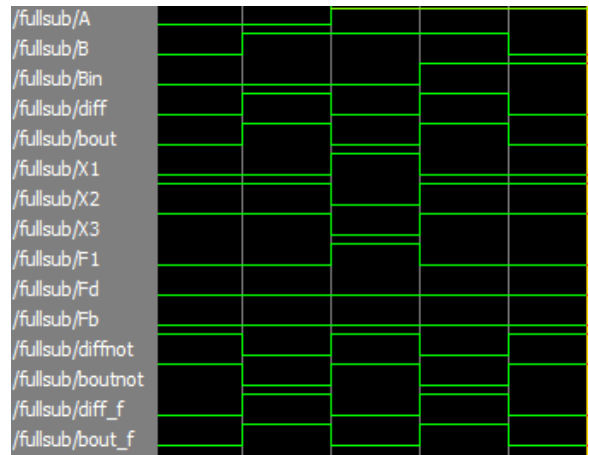 /fullsub/A
/fullsub/B
/fullsub/Bin
/fullsub/diff
/fullsub/bout
/fullsub/X1
/fullsub/X2
/fullsub/X3
/fullsub/F1
/fullsub/Fd
/fullsub/Fb
/fullsub/diffnot
/fullsub/boutnot
/fullsub/diff_f
/fullsub/bout_f